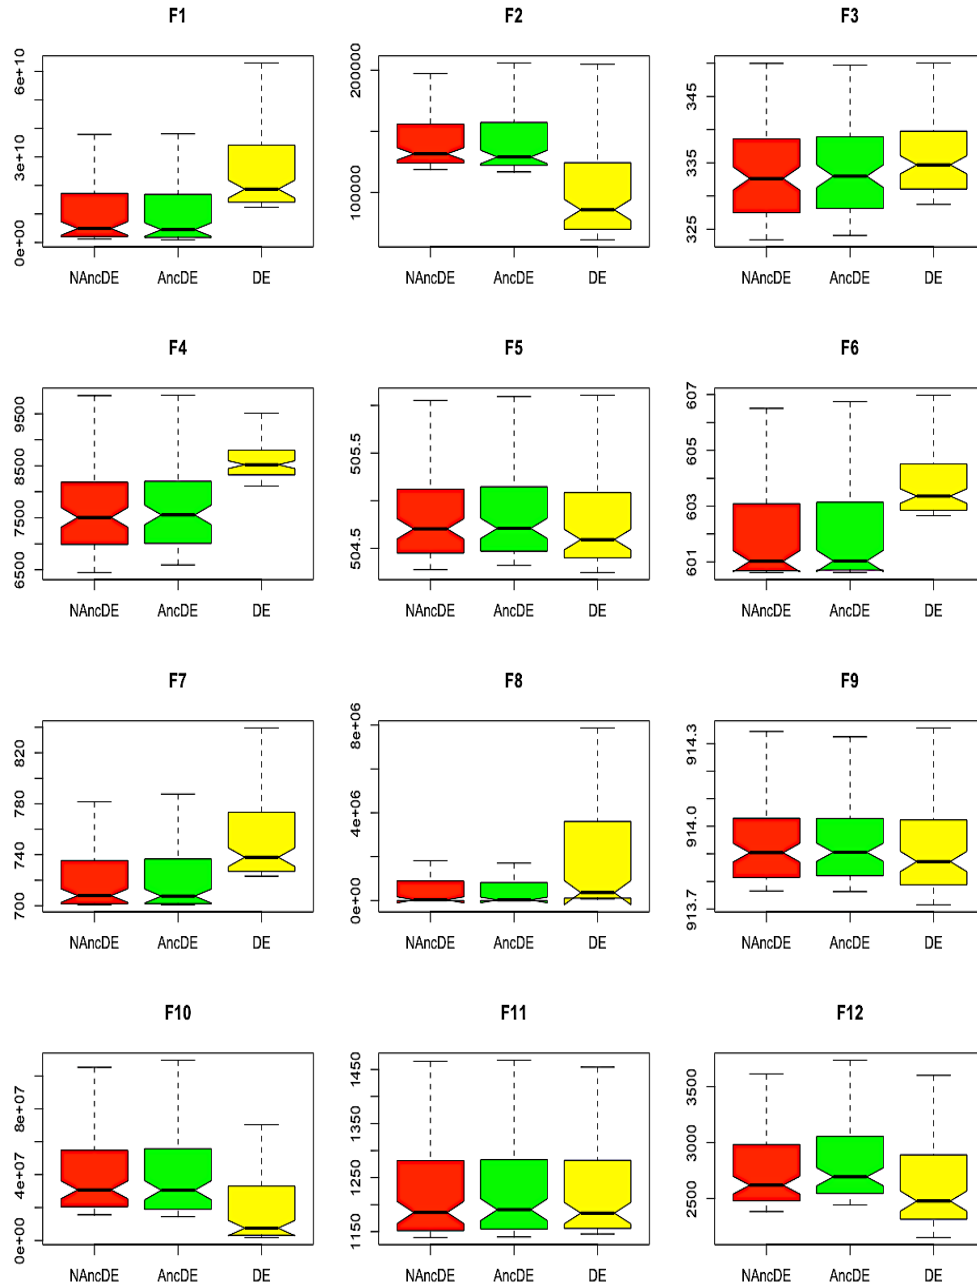 F1
6e+10
3e+10
0e+00
NAncDE AncDE DE
F2
200000
100000
NAncDE AncDE DE
F3
345
335
325
NAncDE AncDE DE
F4
9500
8500
7500
6500
NAncDE AncDE DE
F5
505.5
504.5
NAncDE AncDE DE
F6
607
605
603
601
NAncDE AncDE DE
F7
820
780
740
700
NAncDE AncDE DE
F8
8e+06
4e+06
0e+00
NAncDE AncDE DE
F9
914.3
914.0
913.7
NAncDE AncDE DE
F10
8e+07
4e+07
0e+00
NAncDE AncDE DE
F11
1450
1350
1250
1150
NAncDE AncDE DE
F12
3500
3000
2500
NAncDE AncDE DE